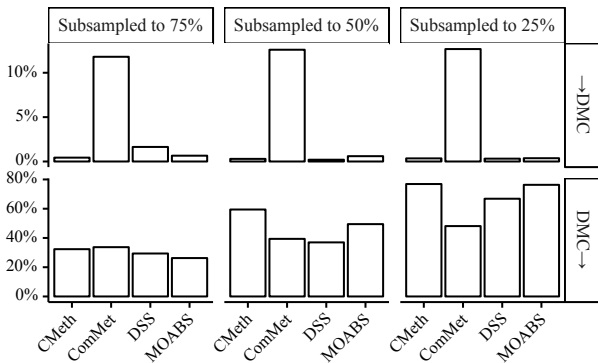 Subsampled to 75% Subsampled to 50% Subsampled to 25%
10%
5%
0%
→DMC
80%
60%
40%
20%
0%
DMC→
CMeth ComMet DSS MOABS CMeth ComMet DSS MOABS CMeth ComMet DSS MOABS